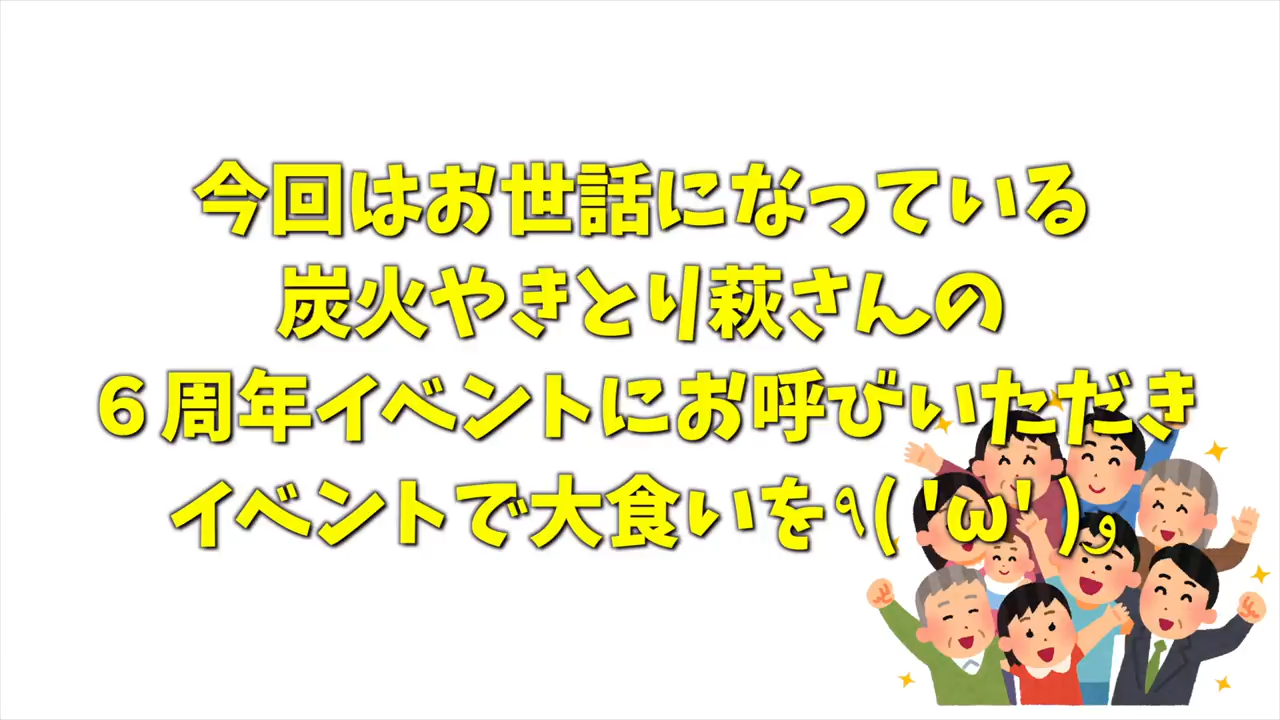 今回はお世話になっている
炭火やきとり萩さんの
６周年イベントにお呼びいただき
イベントで大食いを٩( 'ω' )و